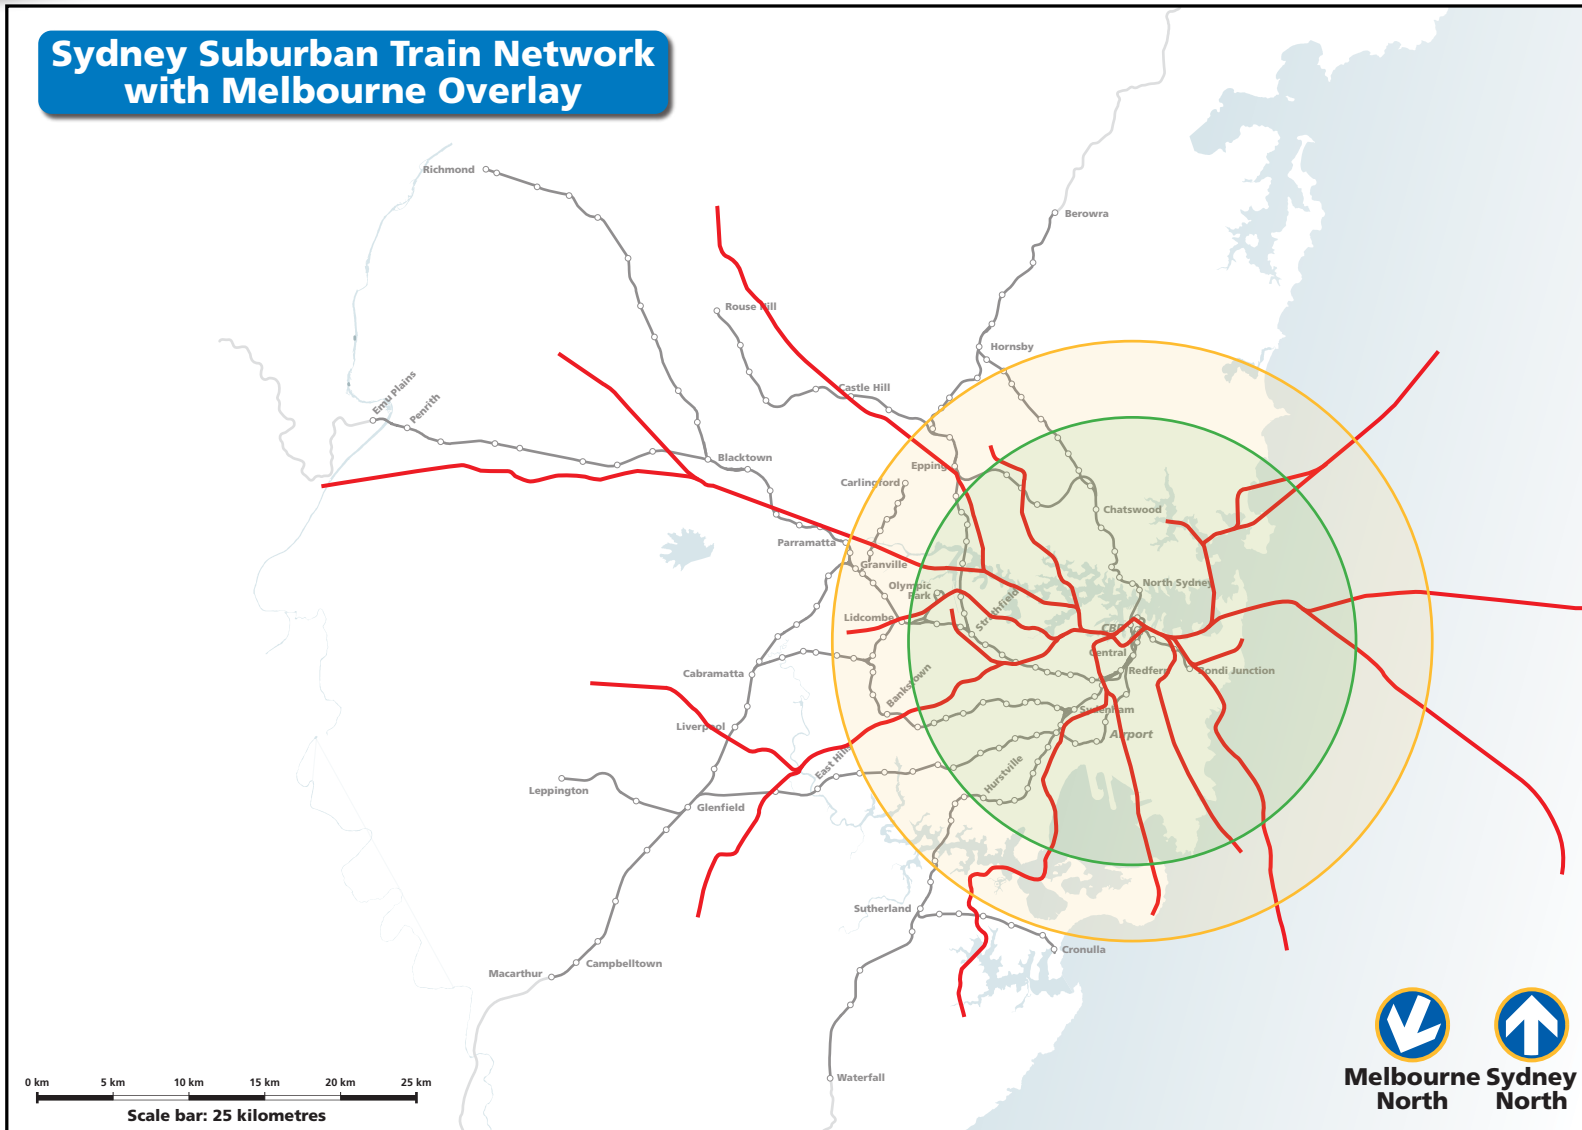 Sydney Suburban Train Network
with Melbourne Overlay
Richmond
Berowra
Rouse Hill
Hornsby
Emu Plains
Penrith
Castle Hill
Blacktown
Epping
Carlingford
Chatswood
Parramatta
Granville
Olympic
Park
North Sydney
Lidcombe
Strathfield
CBD
Central
Redfern
Bondi Junction
Cabramatta
Bankstown
Liverpool
Sydenham
Airport
East Hills
Hurstville
Leppington
Glenfield
Sutherland
Cronulla
Macarthur
Campbelltown
Waterfall
0 km 5 km 10 km 15 km 20 km 25 km
Scale bar: 25 kilometres
Melbourne
North
Sydney
North